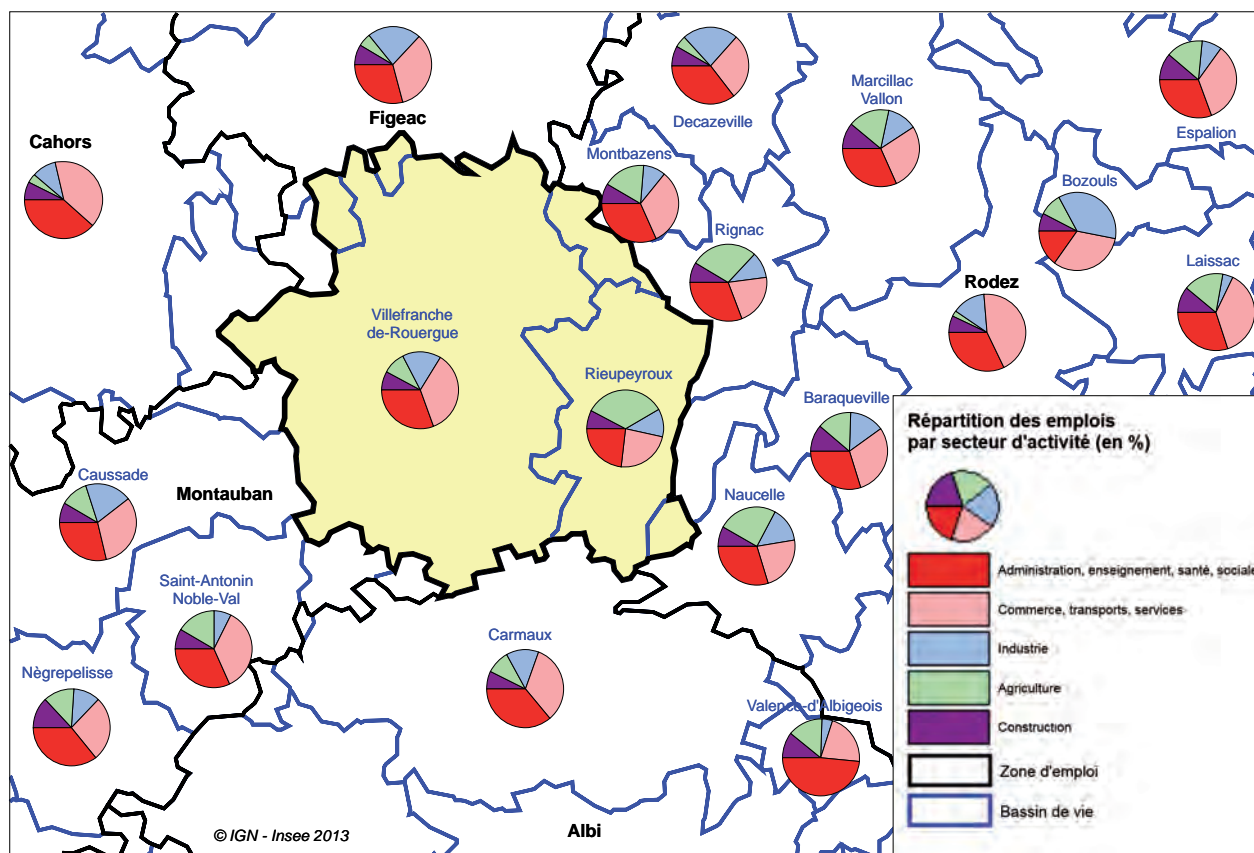 Figeac
Cahors
Decazeville
Marcillac
Vallon
Espalion
Montbazens
Bozouls
Rignac
Laissac
Rodez
Villefranche
de-Rouergue
Rieupeyroux
Baraqueville
Caussade
Montauban
Naucelle
Saint-Antonin
Noble-Val
Carmaux
Nègrepelisse
Valence-d'Albigeois
Albi
© IGN - Insee 2013
Répartition des emplois
par secteur d'activité (en %)
Administration, enseignement, santé, sociale
Commerce, transports, services
Industrie
Agriculture
Construction
Zone d'emploi
Bassin de vie